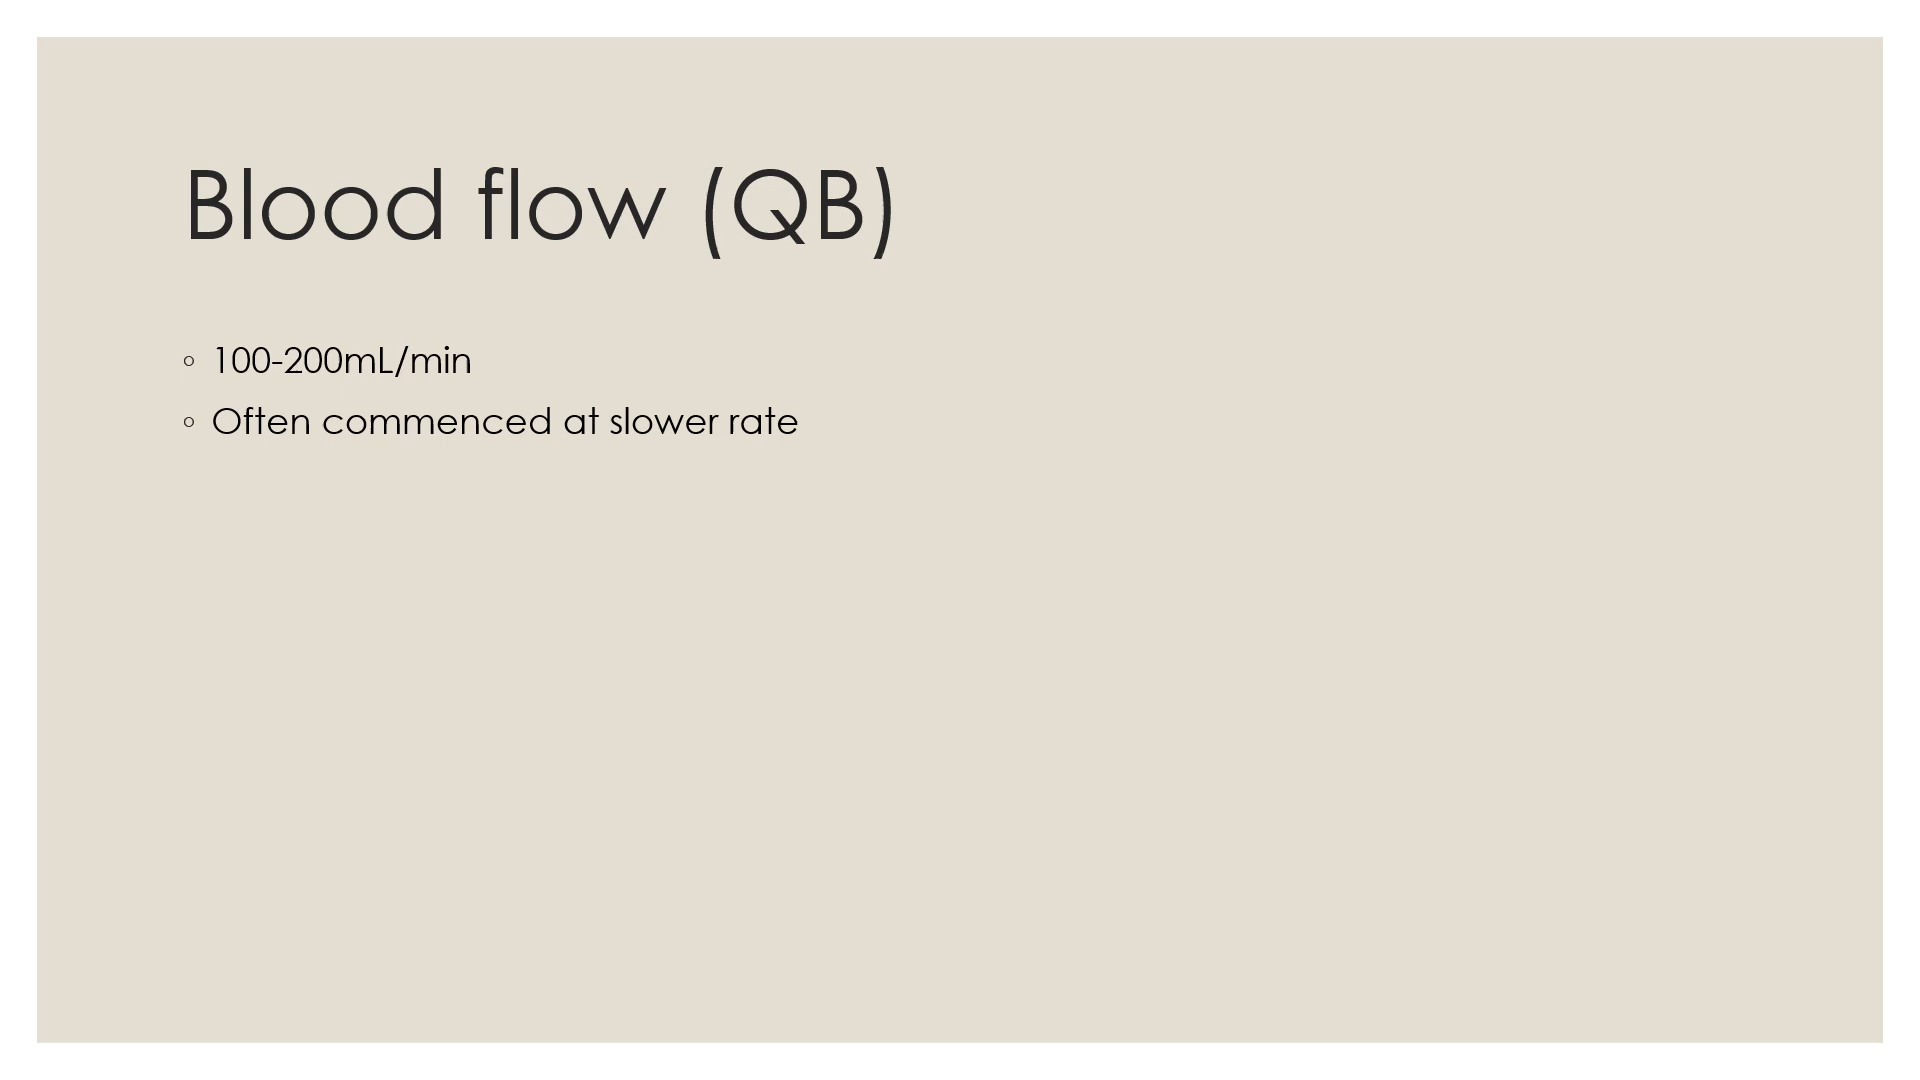 Blood flow (QB)
◦ 100-200mL/min
◦ Often commenced at slower rate